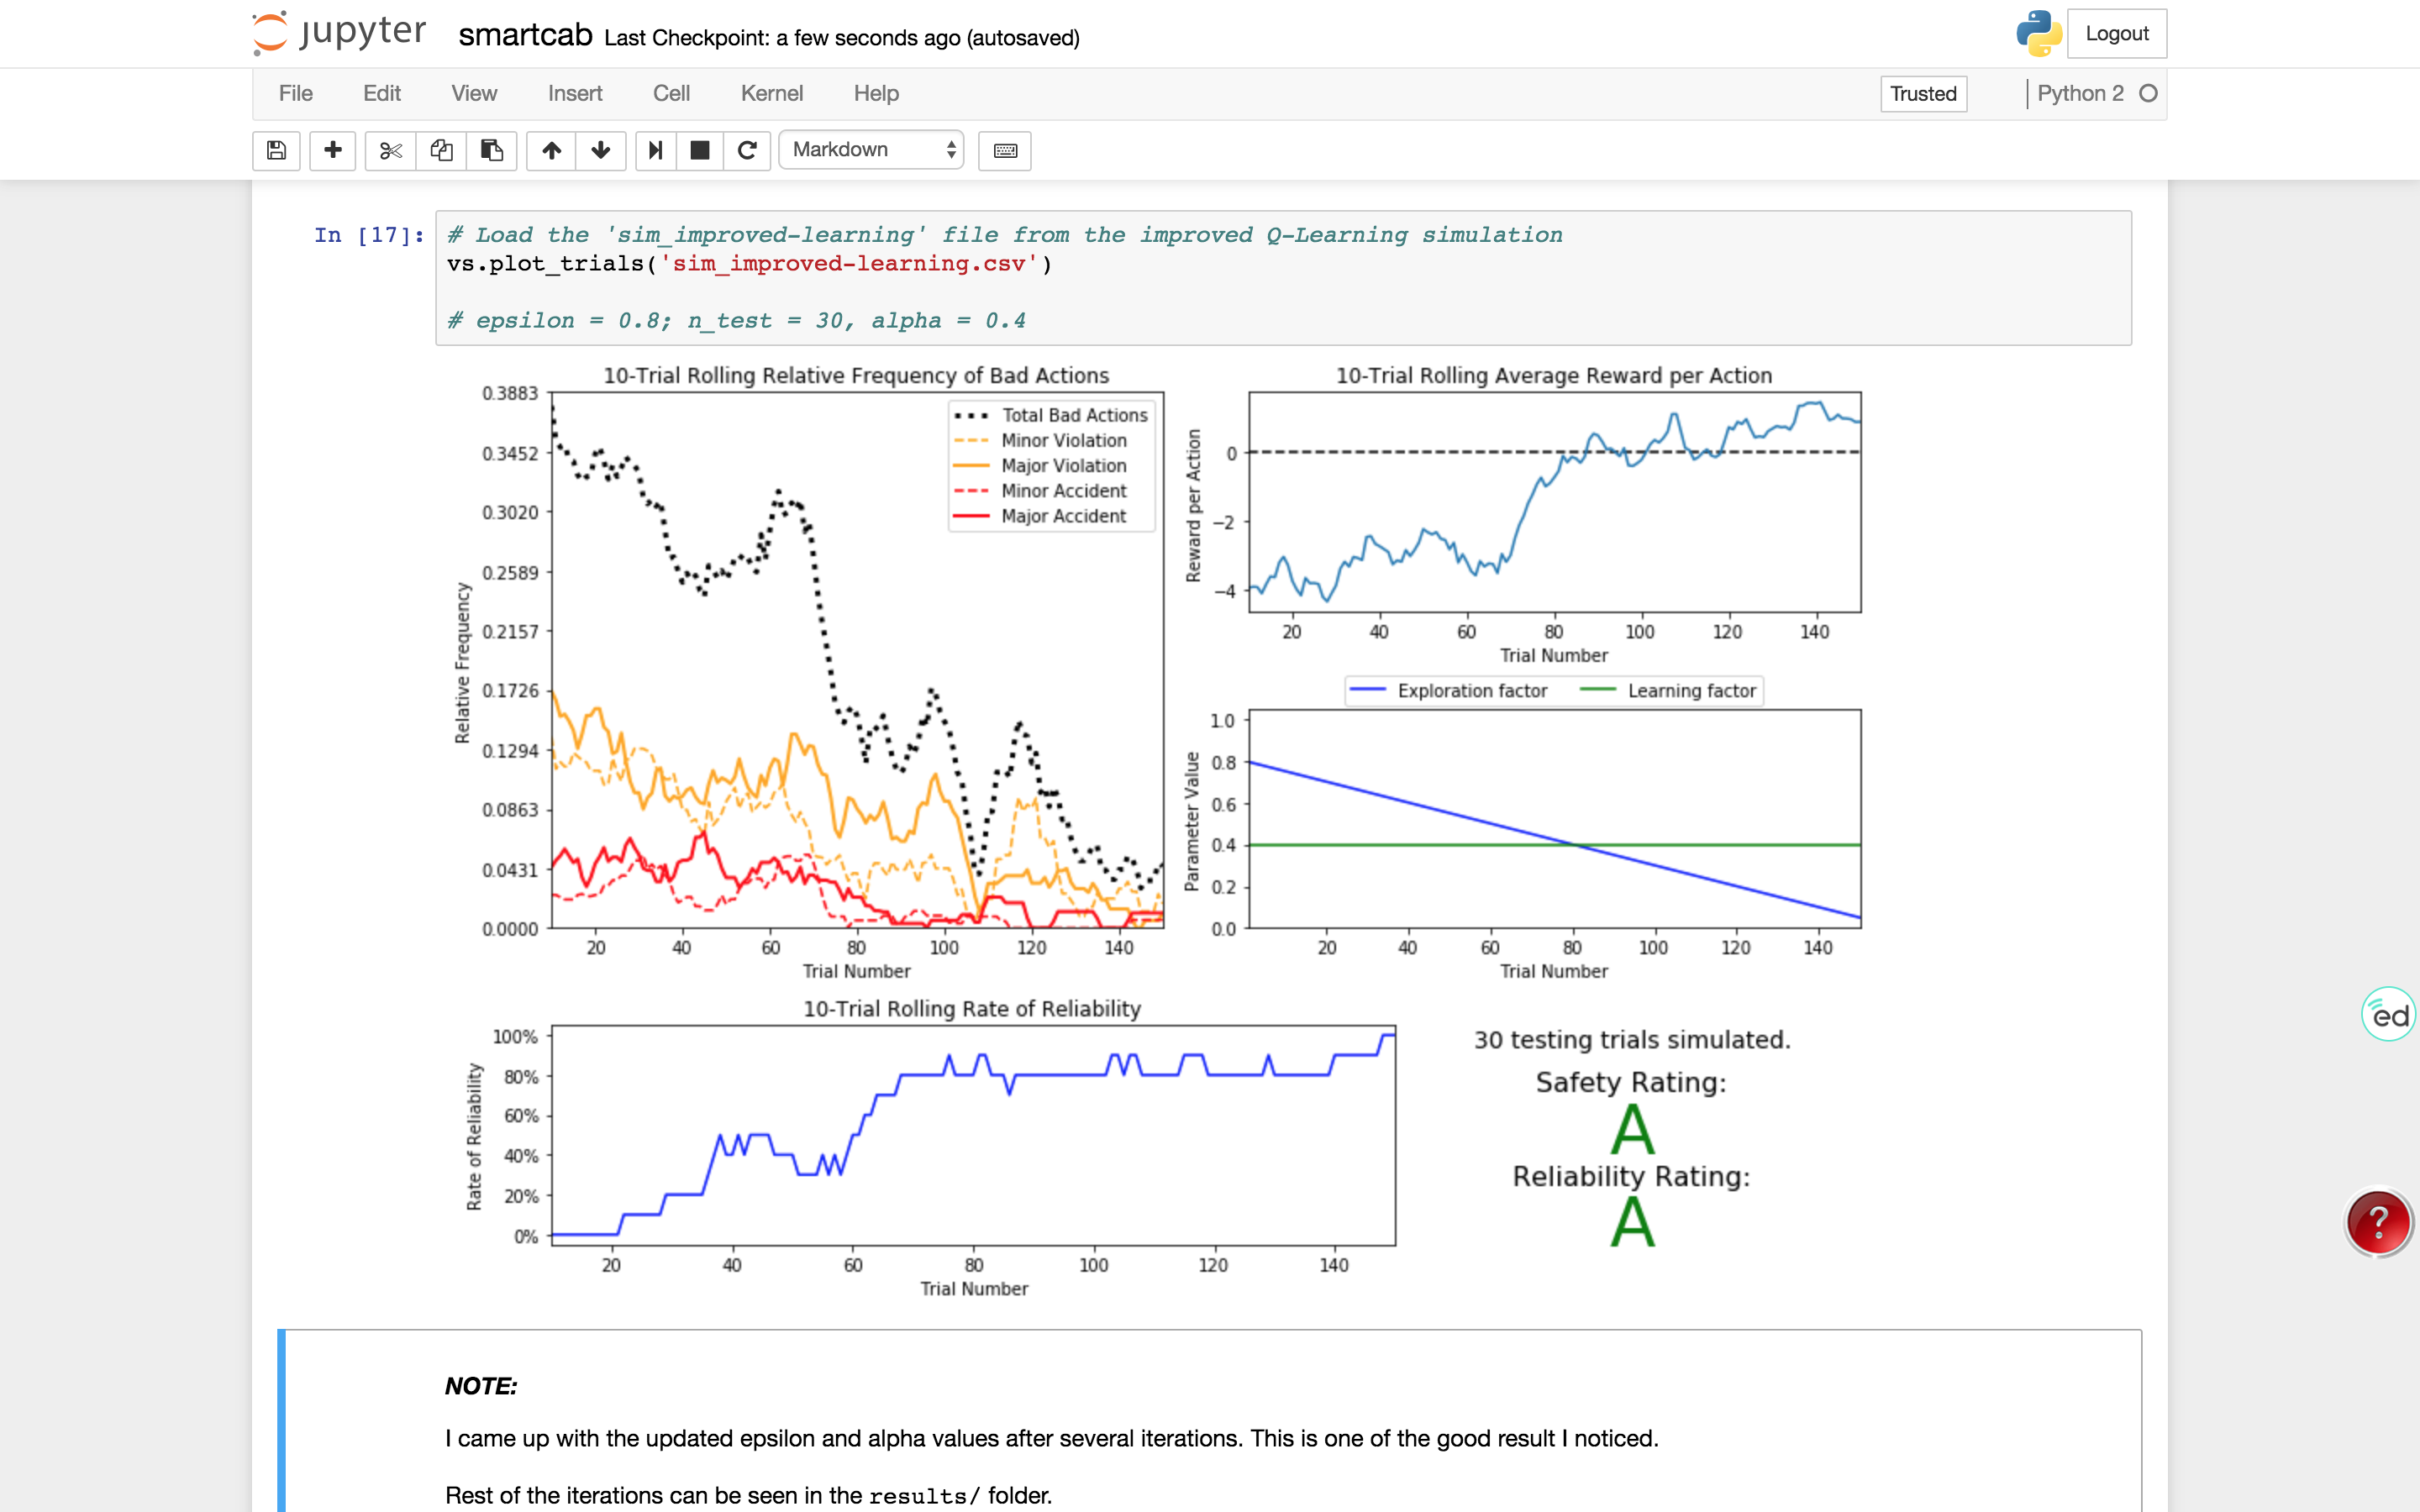 jupyter smartcab Last Checkpoint: a few seconds ago (autosaved)
Logout
File Edit View Insert Cell Kernel Help
Trusted
Python 2
Markdown
In [17]:
# Load the 'sim_improved-learning' file from the improved Q-Learning simulation
vs.plot_trials('sim_improved-learning.csv')
# epsilon = 0.8; n_test = 30, alpha = 0.4
10-Trial Rolling Relative Frequency of Bad Actions
Relative Frequency
0.3883
0.3452
0.3020
0.2589
0.2157
0.1726
0.1294
0.0863
0.0431
0.0000
Total Bad Actions
Minor Violation
Major Violation
Minor Accident
Major Accident
20 40 60 80 100 120 140
Trial Number
10-Trial Rolling Average Reward per Action
Reward per Action
0
−2
−4
20 40 60 80 100 120 140
Trial Number
Exploration factor Learning factor
Parameter Value
1.0
0.8
0.6
0.4
0.2
0.0
20 40 60 80 100 120 140
Trial Number
10-Trial Rolling Rate of Reliability
Rate of Reliability
100%
80%
60%
40%
20%
0%
20 40 60 80 100 120 140
Trial Number
30 testing trials simulated.
Safety Rating:
A
Reliability Rating:
A
ed
?
NOTE:
I came up with the updated epsilon and alpha values after several iterations. This is one of the good result I noticed.
Rest of the iterations can be seen in the results/ folder.